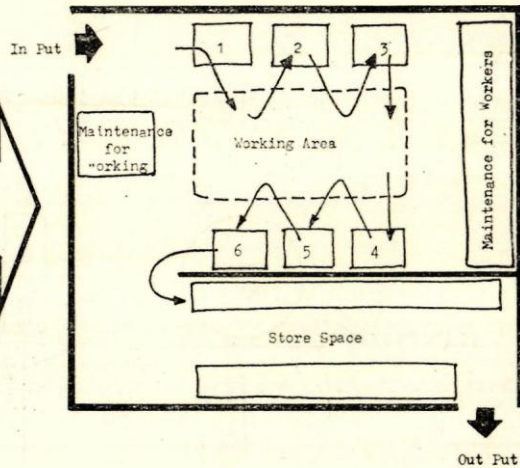 In Put
1
2
3
Maintenance
for
"orking
Working Area
Maintenance for Workers
6
5
4
Store Space
Out Put